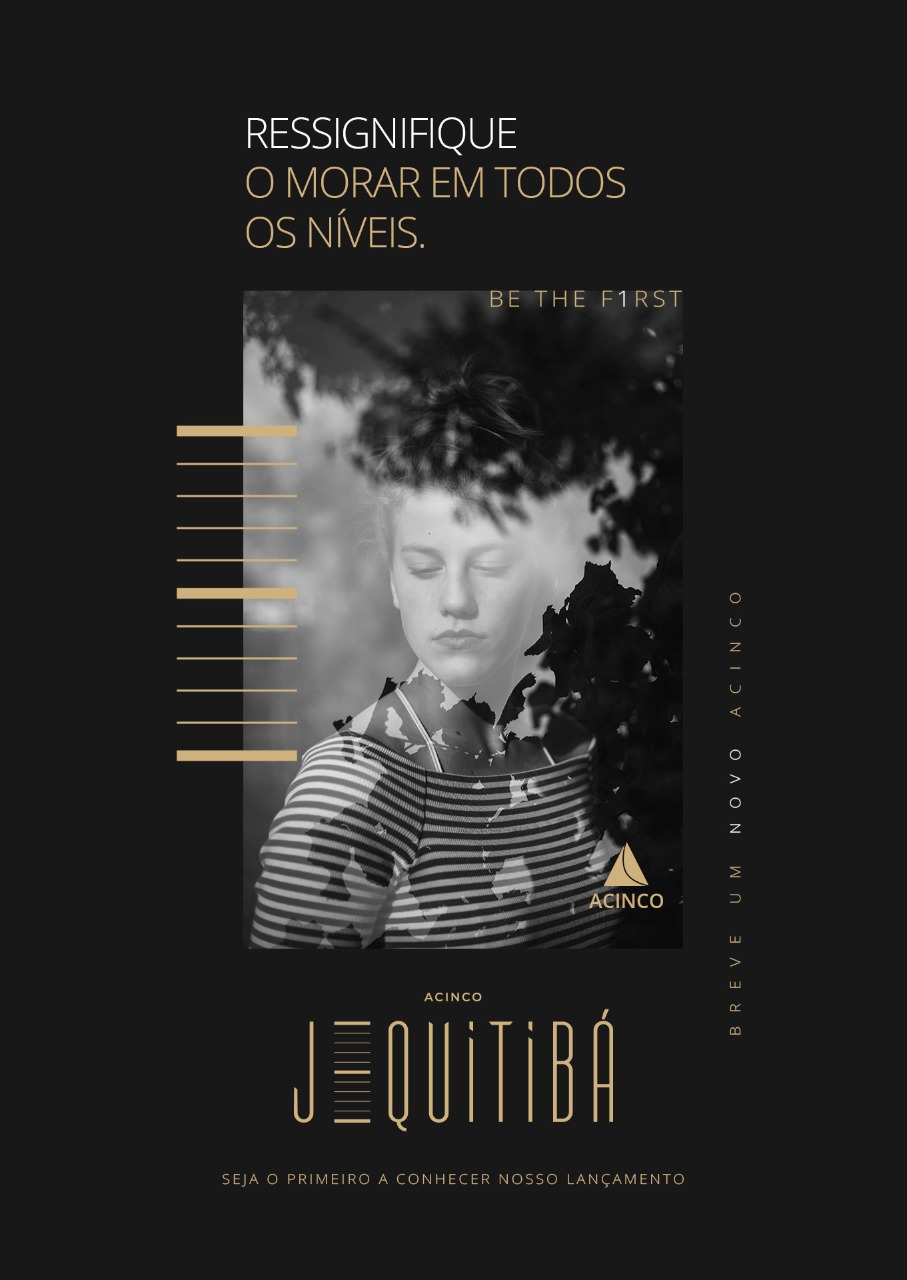 RESSIGNIFIQUE
O MORAR EM TODOS
OS NÍVEIS.
BE THE F1RST
BREVE UM NOVO ACINCO
ACINCO
ACINCO
JEQUITIBÁ
SEJA O PRIMEIRO A CONHECER NOSSO LANÇAMENTO